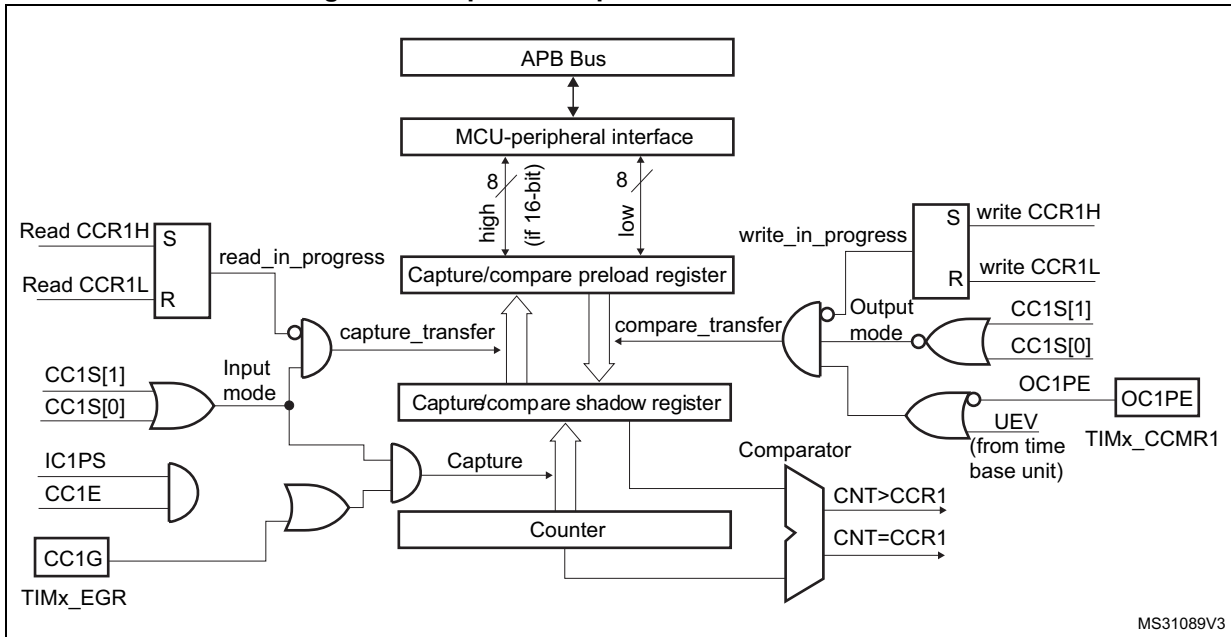 APB Bus
MCU-peripheral interface
8
high
(if 16-bit)
8
low
Read CCR1H
S
read_in_progress
Read CCR1L
R
write_in_progress
S
write CCR1H
R
write CCR1L
Capture/compare preload register
capture_transfer
compare_transfer
Output
mode
CC1S[1]
CC1S[0]
CC1S[1]
CC1S[0]
Input
mode
Capture/compare shadow register
OC1PE
OC1PE
UEV
(from time
base unit)
TIMx_CCMR1
IC1PS
CC1E
Capture
Comparator
CNT>CCR1
CNT=CCR1
Counter
CC1G
TIMx_EGR
MS31089V3